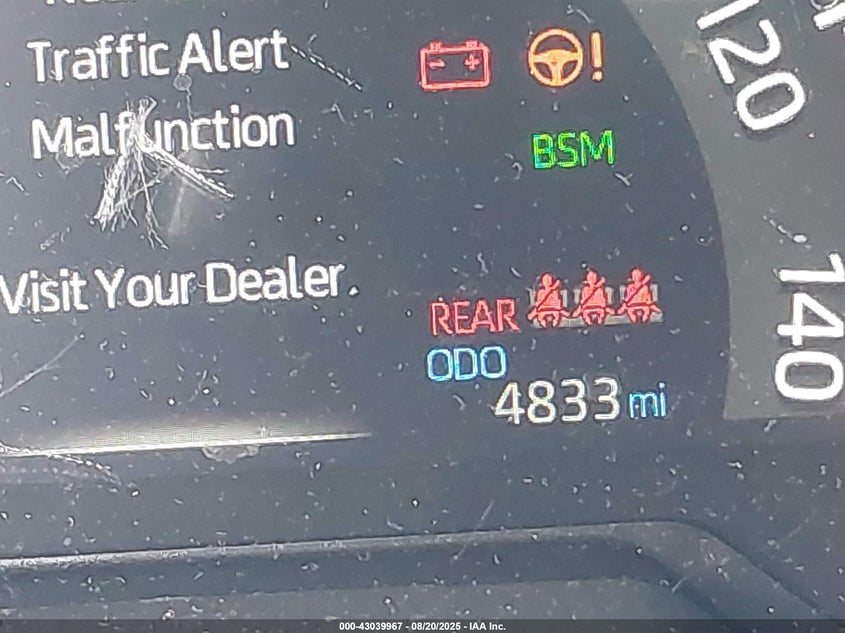 Traffic Alert
Malfunction
BSM
Visit Your Dealer.
REAR
ODO
4833 mi
120
140
000-43039967 - 08/20/2025 - IAA Inc.